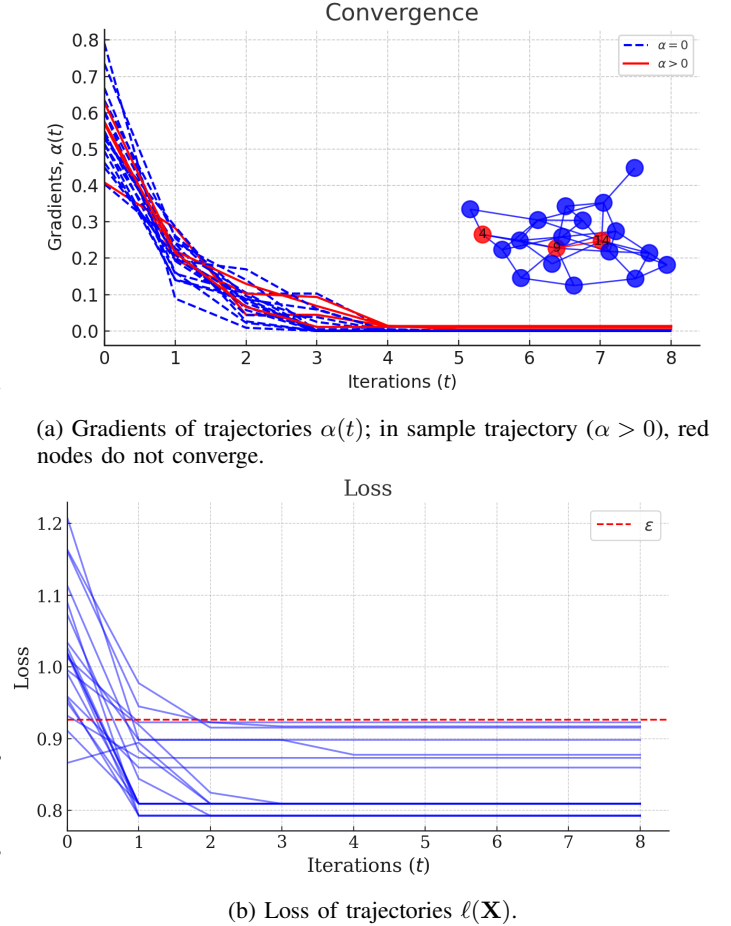 Convergence
0.8
0.7
0.6
0.5
0.4
0.3
0.2
0.1
0.0
Gradients, α(t)
α = 0
α > 0
4
9
14
0 1 2 3 4 5 6 7 8
Iterations (t)
(a) Gradients of trajectories α(t); in sample trajectory (α > 0), red
nodes do not converge.
Loss
1.2
1.1
1.0
0.9
0.8
Loss
ε
0 1 2 3 4 5 6 7 8
Iterations (t)
(b) Loss of trajectories ℓ(X).